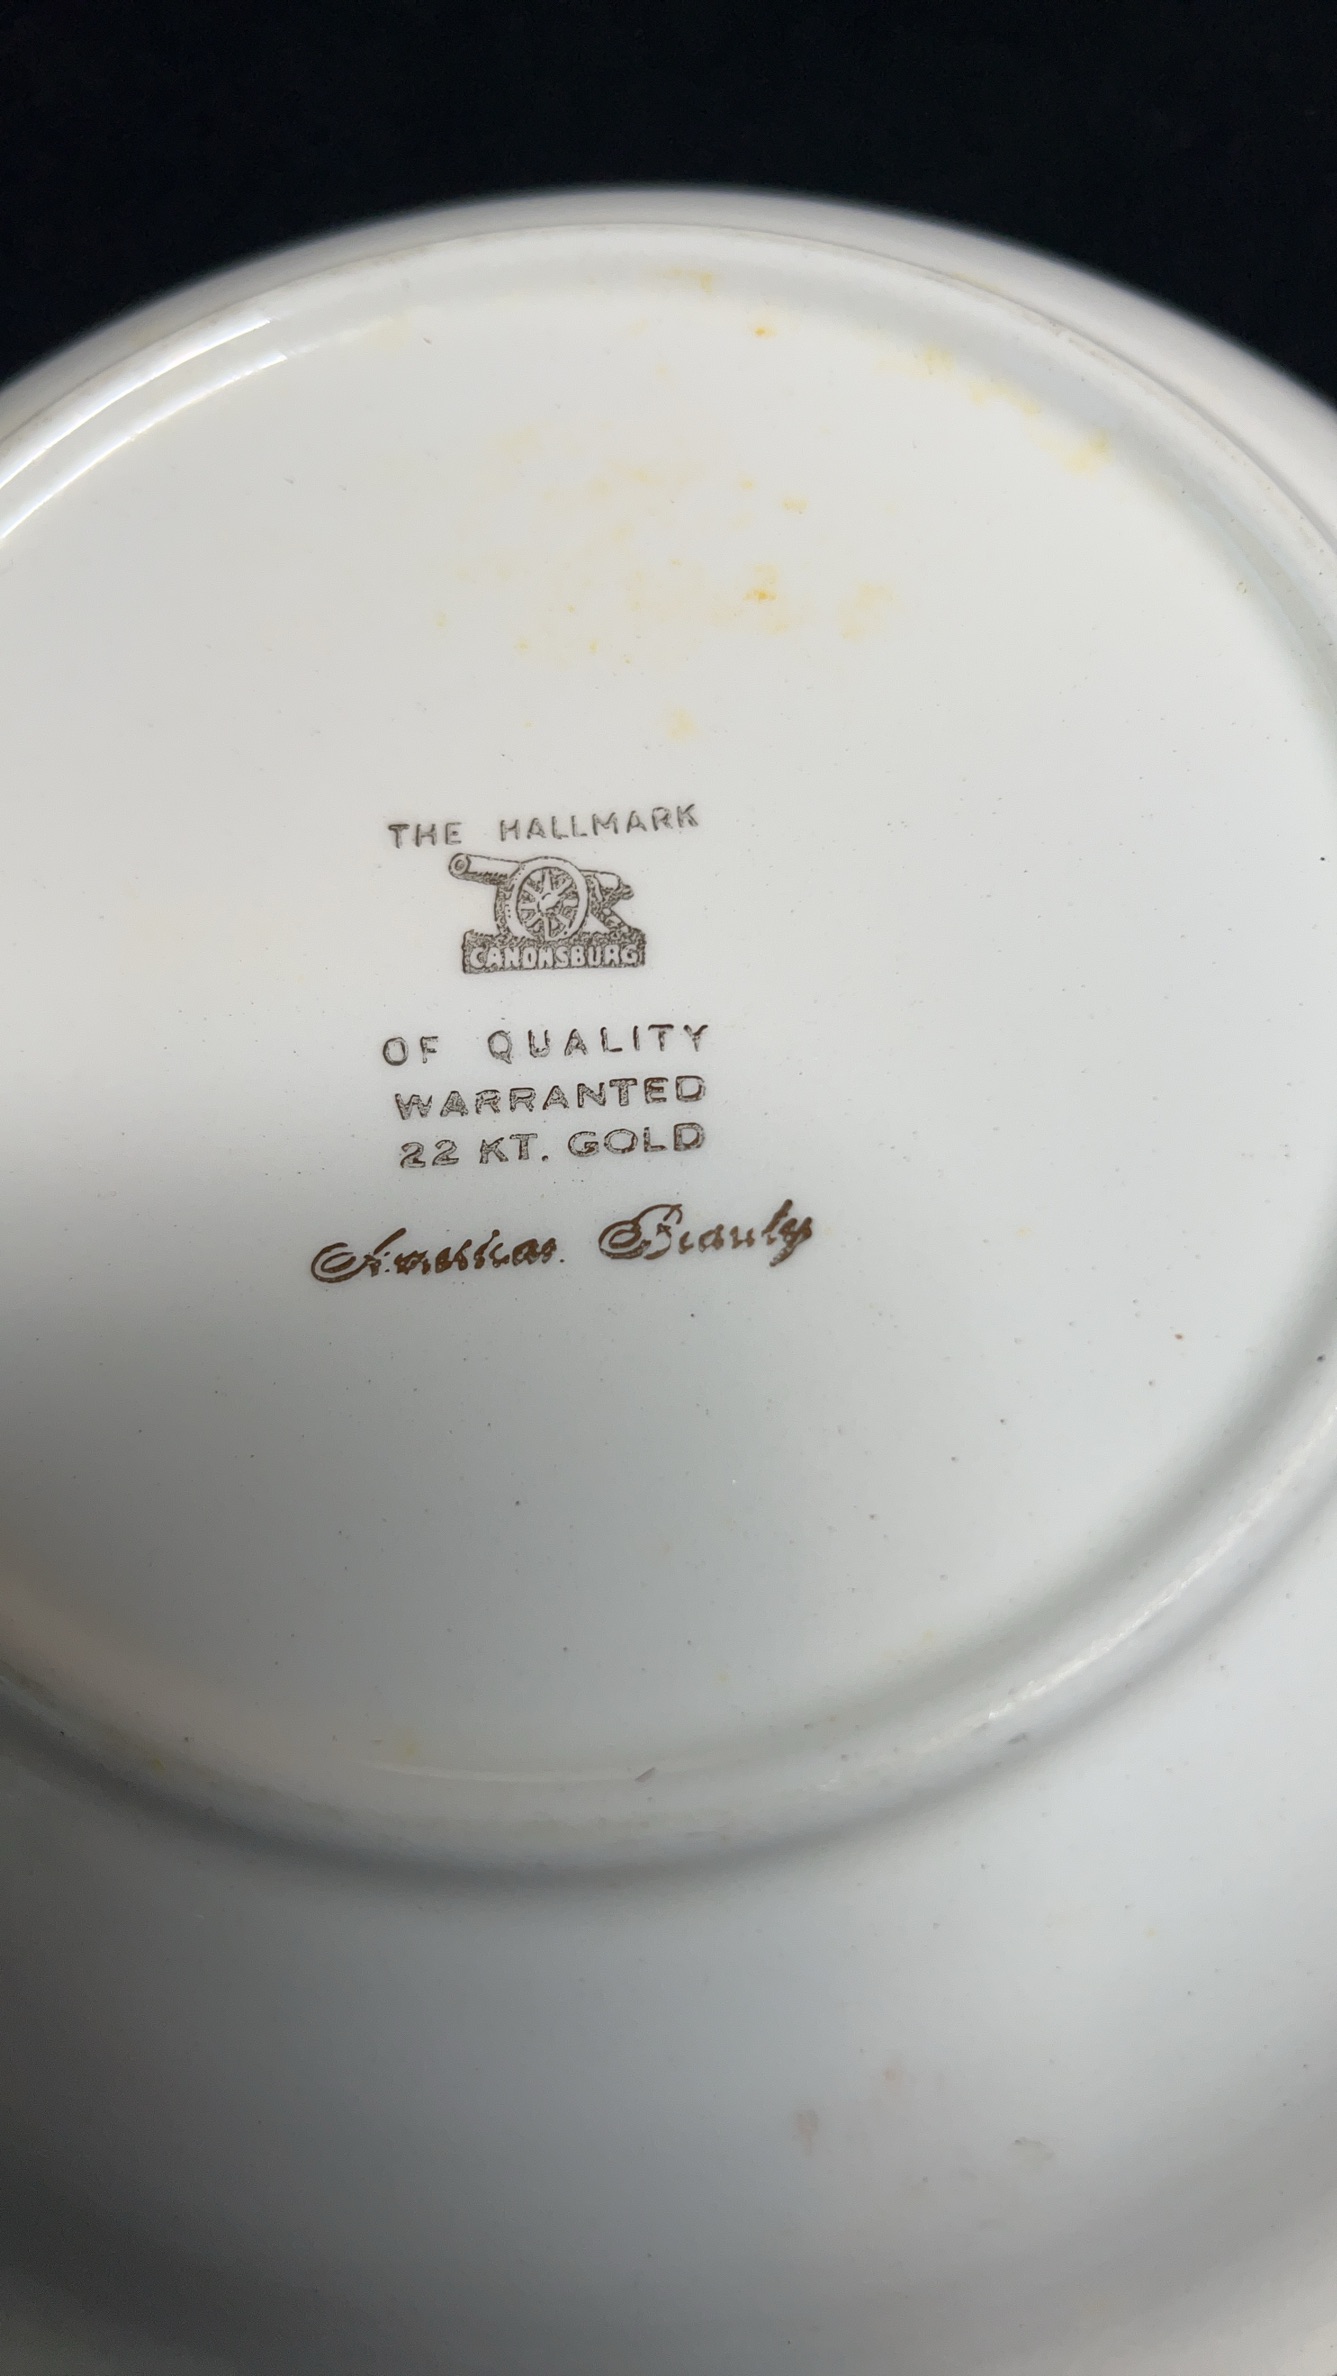 THE HALLMARK
CANONSBURG
OF QUALITY
WARRANTED
22 KT. GOLD
American Beauty